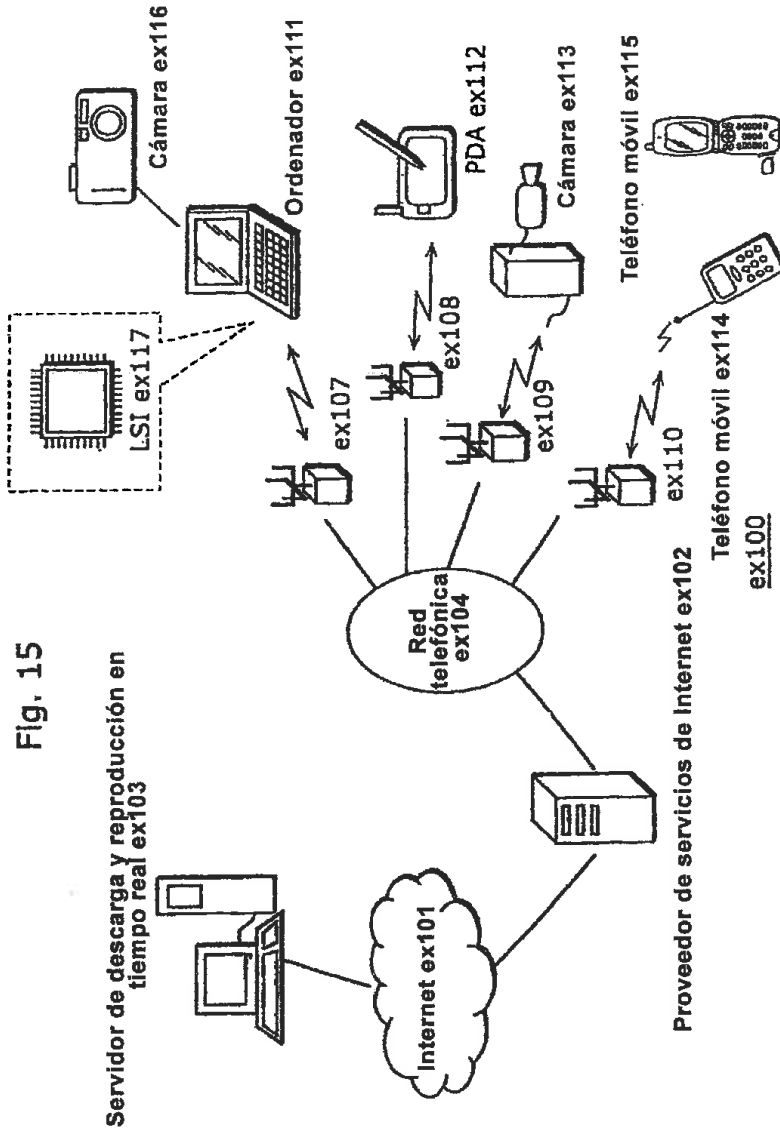 Fig. 15
Servidor de descarga y reproducción en
tiempo real ex103
Internet ex101
Proveedor de servicios de Internet ex102
Red
telefónica
ex104
LSI ex117
Cámara ex116
Ordenador ex111
ex107
PDA ex112
ex108
Cámara ex113
ex109
Teléfono móvil ex115
ex110
Teléfono móvil ex114
ex100